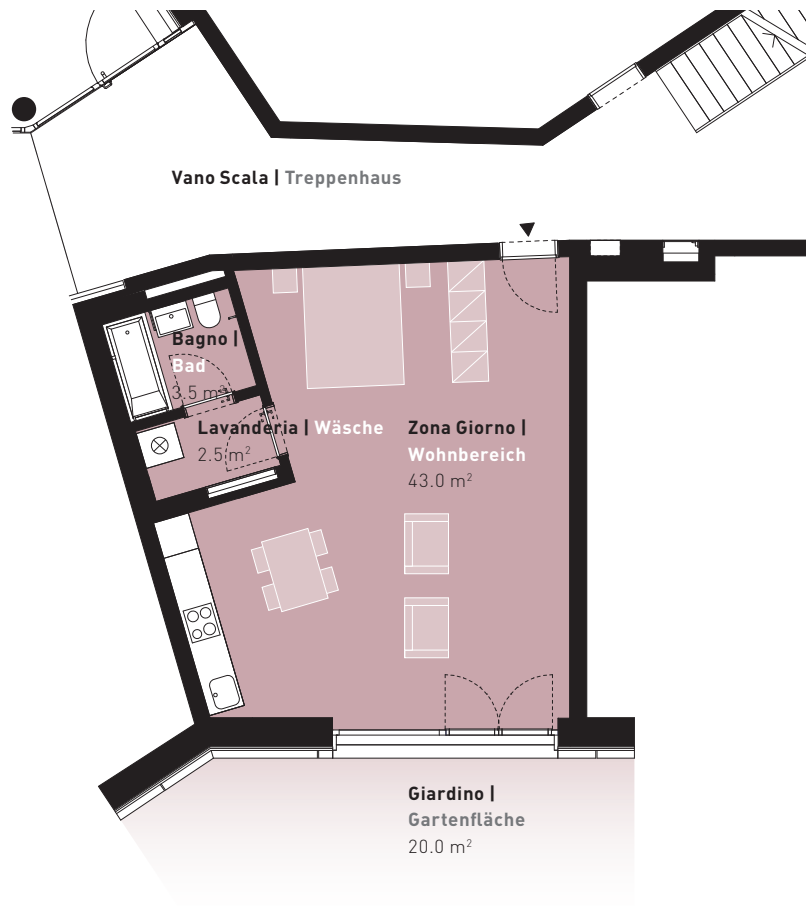 Vano Scala | Treppenhaus
Bagno |
Bad
3.5 m²
Lavanderia | Wäsche
2.5 m²
Zona Giorno |
Wohnbereich
43.0 m²
Giardino |
Gartenfläche
20.0 m²